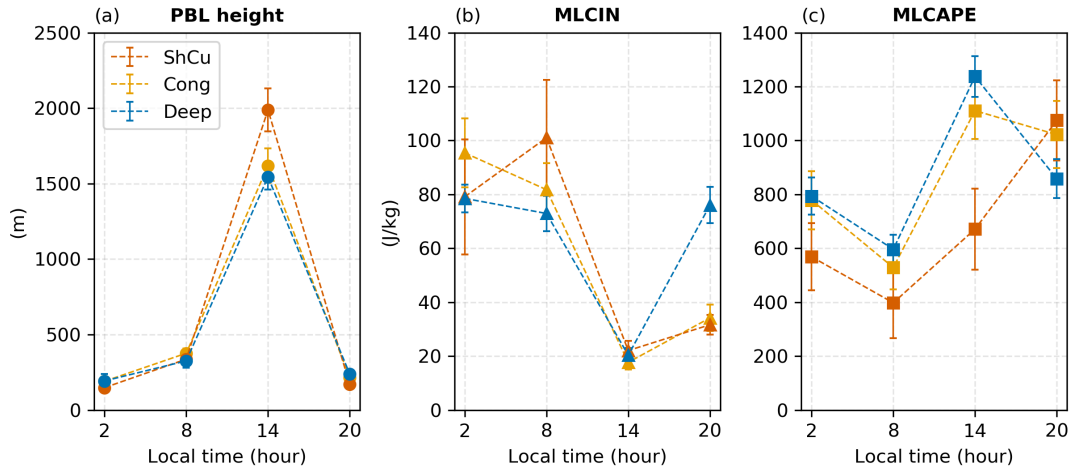 (a) PBL height
(m)
2500
2000
1500
1000
500
0
ShCu
Cong
Deep
2 8 14 20
Local time (hour)
(b) MLCIN
(J/kg)
140
120
100
80
60
40
20
0
2 8 14 20
Local time (hour)
(c) MLCAPE
1400
1200
1000
800
600
400
200
0
2 8 14 20
Local time (hour)